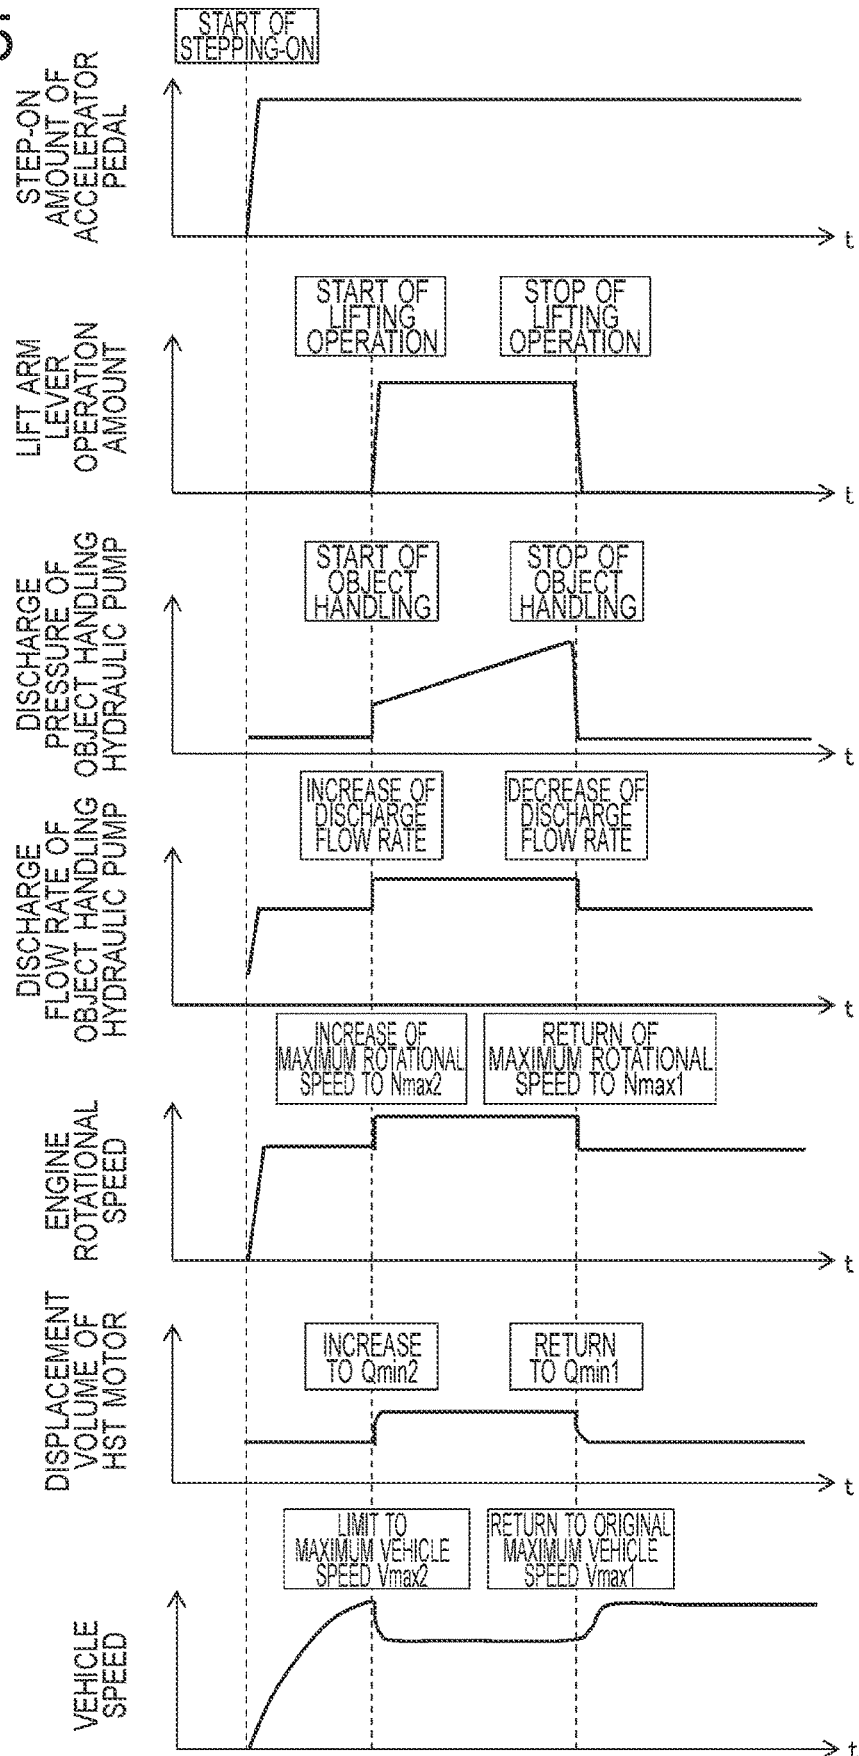 START OF
STEPPING-ON
STEP-ON
AMOUNT OF
ACCELERATOR
PEDAL
t
START OF
LIFTING
OPERATION
STOP OF
LIFTING
OPERATION
LIFT ARM
LEVER
OPERATION
AMOUNT
t
START OF
OBJECT
HANDLING
STOP OF
OBJECT
HANDLING
DISCHARGE
PRESSURE OF
OBJECT HANDLING
HYDRAULIC PUMP
t
INCREASE OF
DISCHARGE
FLOW RATE
DECREASE OF
DISCHARGE
FLOW RATE
DISCHARGE
FLOW RATE OF
OBJECT HANDLING
HYDRAULIC PUMP
t
INCREASE OF
MAXIMUM ROTATIONAL
SPEED TO Nmax2
RETURN OF
MAXIMUM ROTATIONAL
SPEED TO Nmax1
ENGINE
ROTATIONAL
SPEED
t
INCREASE
TO Qmin2
RETURN
TO Qmin1
DISPLACEMENT
VOLUME OF
HST MOTOR
t
LIMIT TO
MAXIMUM VEHICLE
SPEED Vmax2
RETURN TO ORIGINAL
MAXIMUM VEHICLE
SPEED Vmax1
VEHICLE
SPEED
t